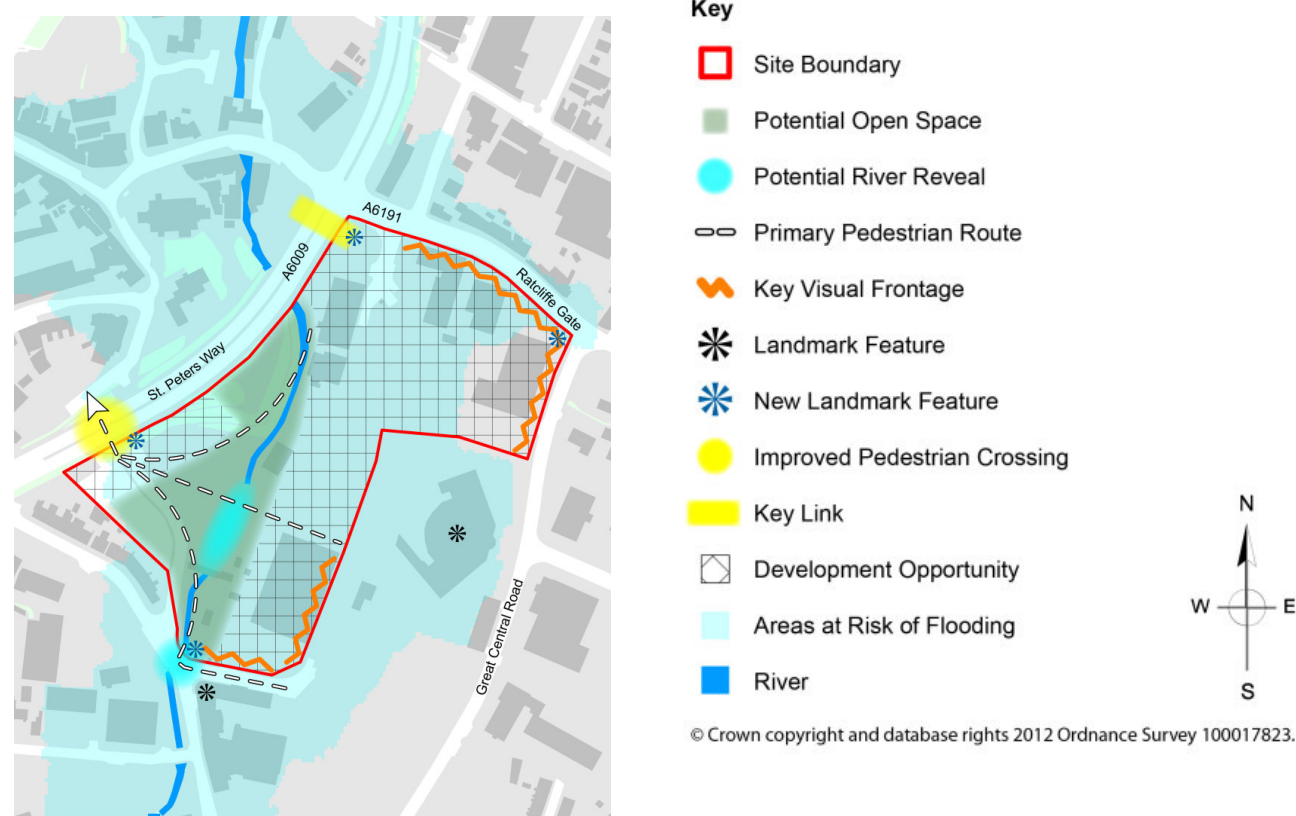 A6191
A6009
Ratcliffe Gate
St. Peters Way
Great Central Road
Key
Site Boundary
Potential Open Space
Potential River Reveal
Primary Pedestrian Route
Key Visual Frontage
Landmark Feature
New Landmark Feature
Improved Pedestrian Crossing
Key Link
Development Opportunity
Areas at Risk of Flooding
River
N
W E
S
© Crown copyright and database rights 2012 Ordnance Survey 100017823.